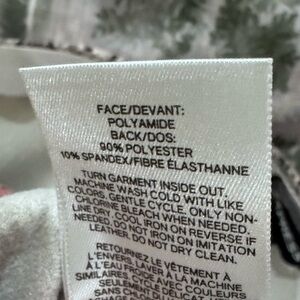 FACE/DEVANT:
POLYAMIDE
BACK/DOS:
90% POLYESTER
10% SPANDEX/FIBRE ÉLASTHANNE
TURN GARMENT INSIDE OUT.
MACHINE WASH COLD WITH LIKE
COLORS, GENTLE CYCLE. ONLY NON-
CHLORINE BLEACH WHEN NEEDED.
LINE DRY. COOL IRON ON REVERSE IF
NEEDED. DO NOT IRON ON IMITATION
LEATHER. DO NOT DRY CLEAN.
RETOURNEZ LE VÊTEMENT À
L'ENVERS. LAVER À LA MACHINE
À L'EAU FROIDE AVEC COULEURS
SIMILAIRES, CYCLE
SEULEMENT
SANS